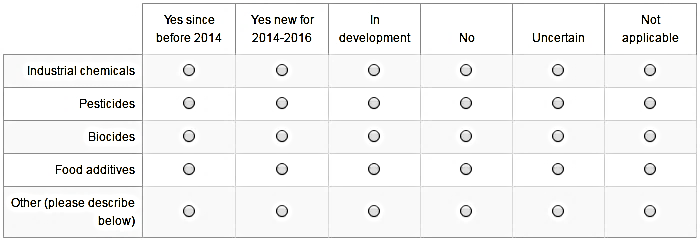 Yes since before 2014
Yes new for 2014-2016
In development
No
Uncertain
Not applicable
Industrial chemicals
Pesticides
Biocides
Food additives
Other (please describe below)